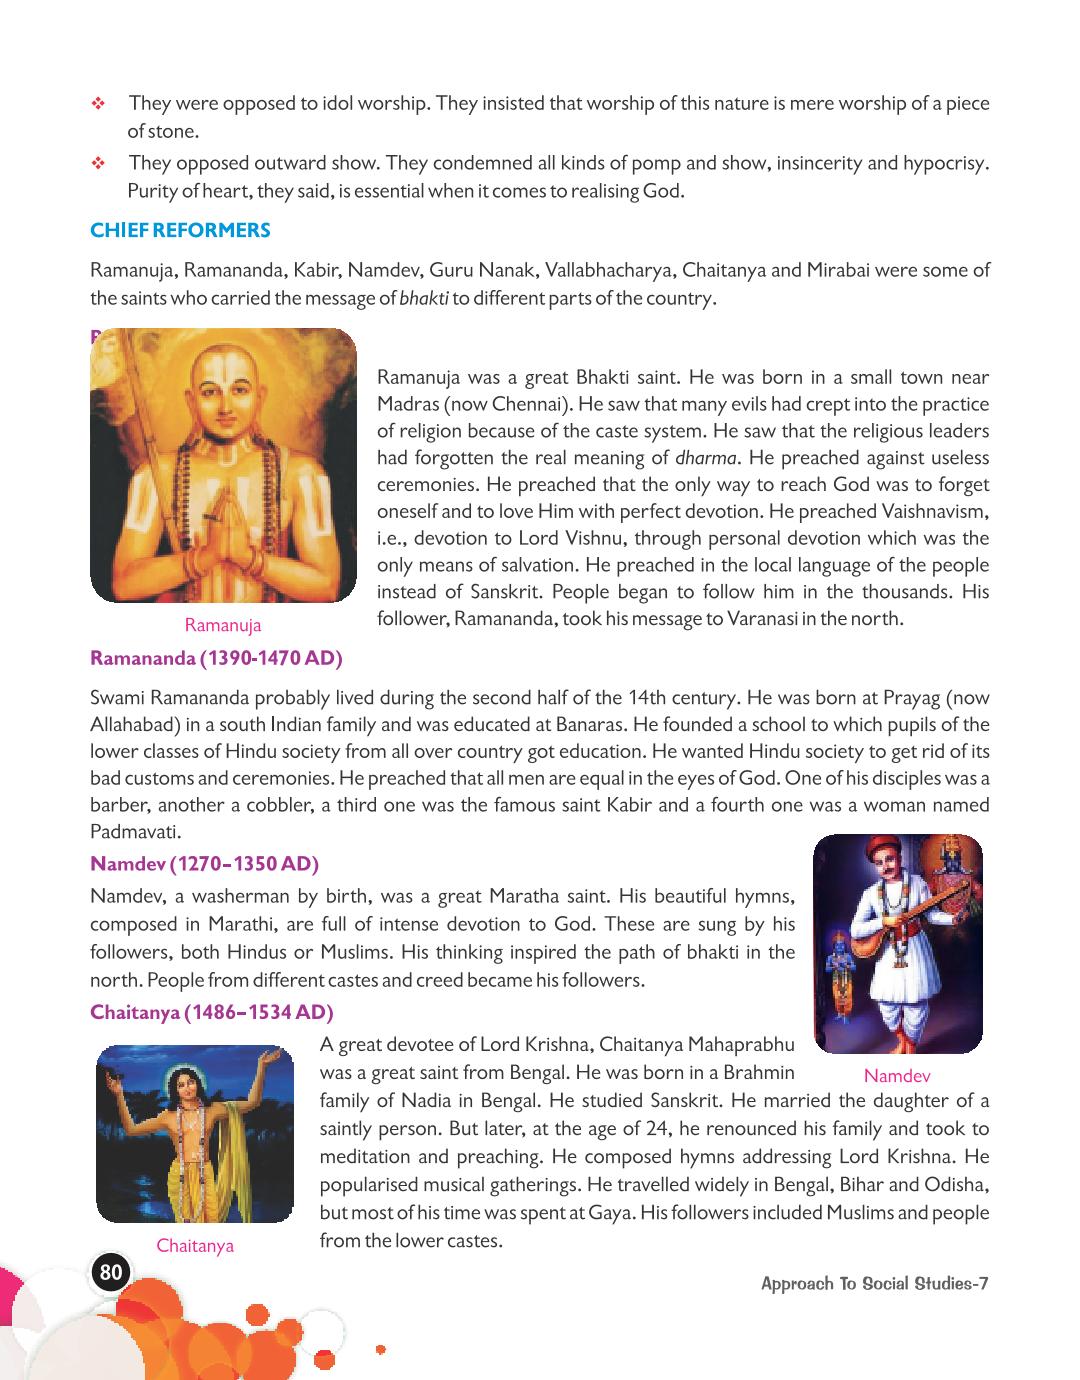 ❖ They were opposed to idol worship. They insisted that worship of this nature is mere worship of a piece
of stone.
❖ They opposed outward show. They condemned all kinds of pomp and show, insincerity and hypocrisy.
Purity of heart, they said, is essential when it comes to realising God.
CHIEF REFORMERS
Ramanuja, Ramananda, Kabir, Namdev, Guru Nanak, Vallabhacharya, Chaitanya and Mirabai were some of
the saints who carried the message of bhakti to different parts of the country.
Ramanuja was a great Bhakti saint. He was born in a small town near
Madras (now Chennai). He saw that many evils had crept into the practice
of religion because of the caste system. He saw that the religious leaders
had forgotten the real meaning of dharma. He preached against useless
ceremonies. He preached that the only way to reach God was to forget
oneself and to love Him with perfect devotion. He preached Vaishnavism,
i.e., devotion to Lord Vishnu, through personal devotion which was the
only means of salvation. He preached in the local language of the people
instead of Sanskrit. People began to follow him in the thousands. His
follower, Ramananda, took his message to Varanasi in the north.
Ramanuja
Ramananda (1390-1470 AD)
Swami Ramananda probably lived during the second half of the 14th century. He was born at Prayag (now
Allahabad) in a south Indian family and was educated at Banaras. He founded a school to which pupils of the
lower classes of Hindu society from all over country got education. He wanted Hindu society to get rid of its
bad customs and ceremonies. He preached that all men are equal in the eyes of God. One of his disciples was a
barber, another a cobbler, a third one was the famous saint Kabir and a fourth one was a woman named
Padmavati.
Namdev (1270–1350 AD)
Namdev, a washerman by birth, was a great Maratha saint. His beautiful hymns,
composed in Marathi, are full of intense devotion to God. These are sung by his
followers, both Hindus or Muslims. His thinking inspired the path of bhakti in the
north. People from different castes and creed became his followers.
Namdev
Chaitanya (1486–1534 AD)
A great devotee of Lord Krishna, Chaitanya Mahaprabhu
was a great saint from Bengal. He was born in a Brahmin
family of Nadia in Bengal. He studied Sanskrit. He married the daughter of a
saintly person. But later, at the age of 24, he renounced his family and took to
meditation and preaching. He composed hymns addressing Lord Krishna. He
popularised musical gatherings. He travelled widely in Bengal, Bihar and Odisha,
but most of his time was spent at Gaya. His followers included Muslims and people
from the lower castes.
Chaitanya
80
Approach To Social Studies-7